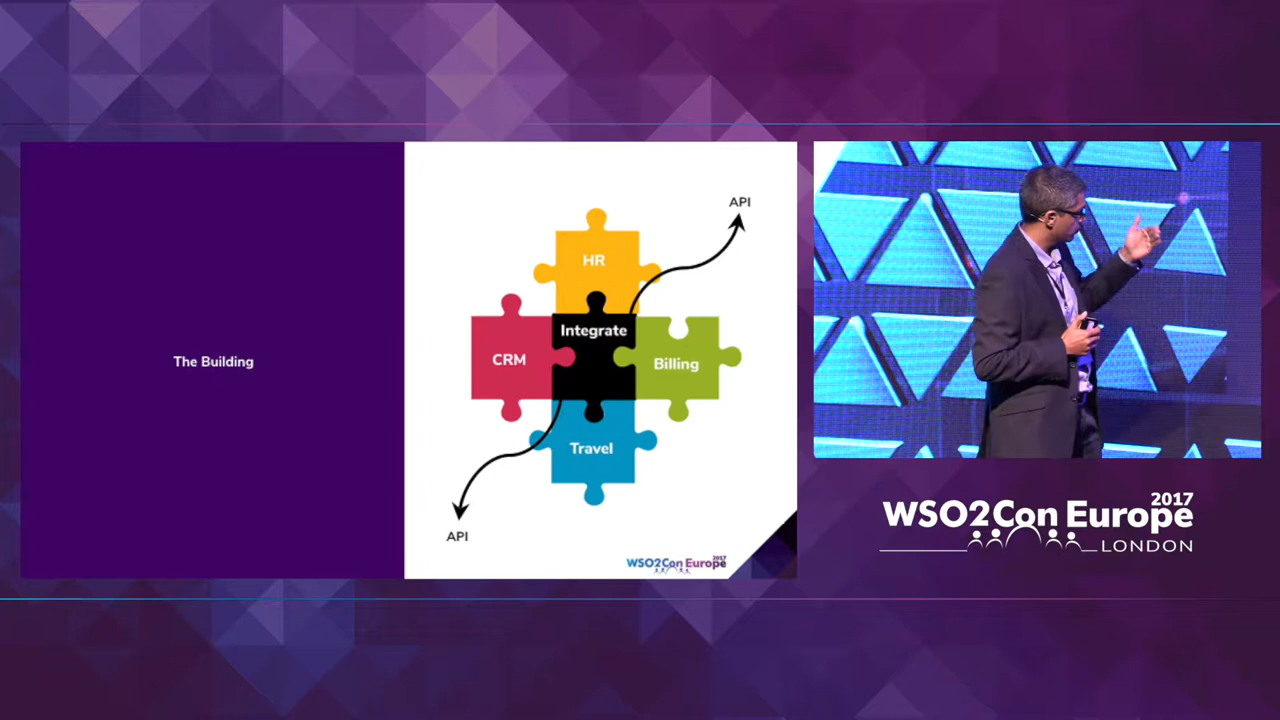 The Building
API
HR
Integrate
CRM
Billing
Travel
API
2017
WSO2Con Europe
2017
WSO2Con Europe
LONDON